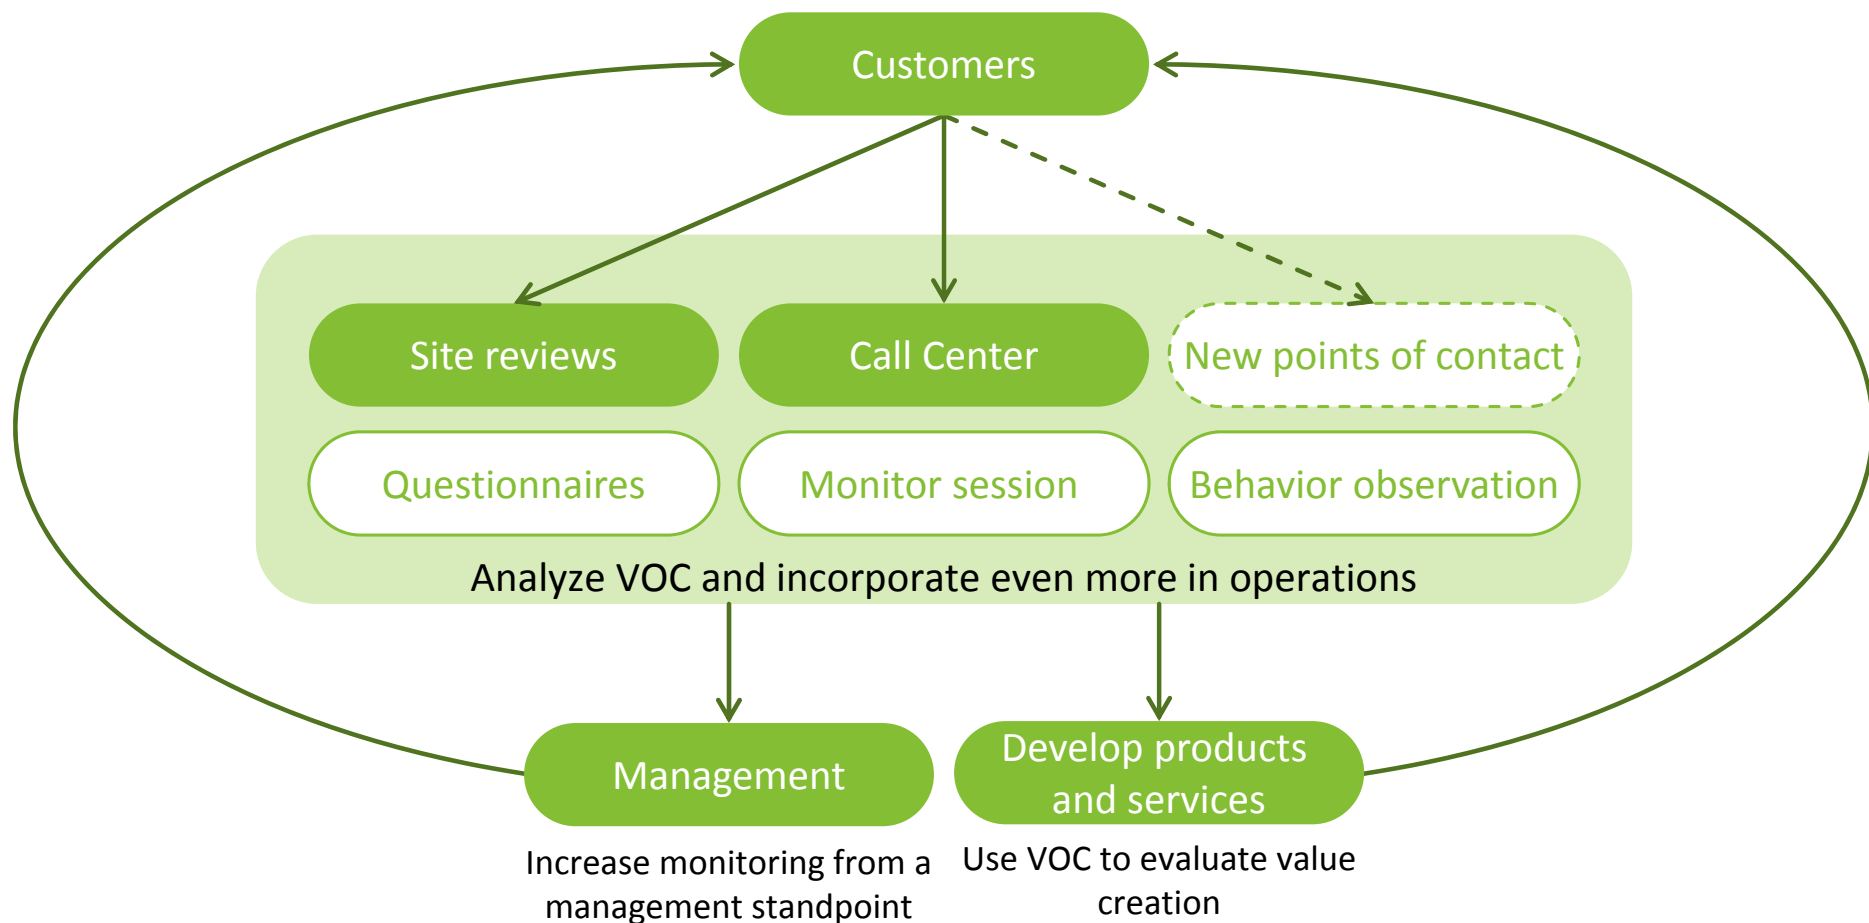 Customers
Site reviews
Call Center
New points of contact
Questionnaires
Monitor session
Behavior observation
Analyze VOC and incorporate even more in operations
Management
Increase monitoring from a
management standpoint
Develop products
and services
Use VOC to evaluate value
creation